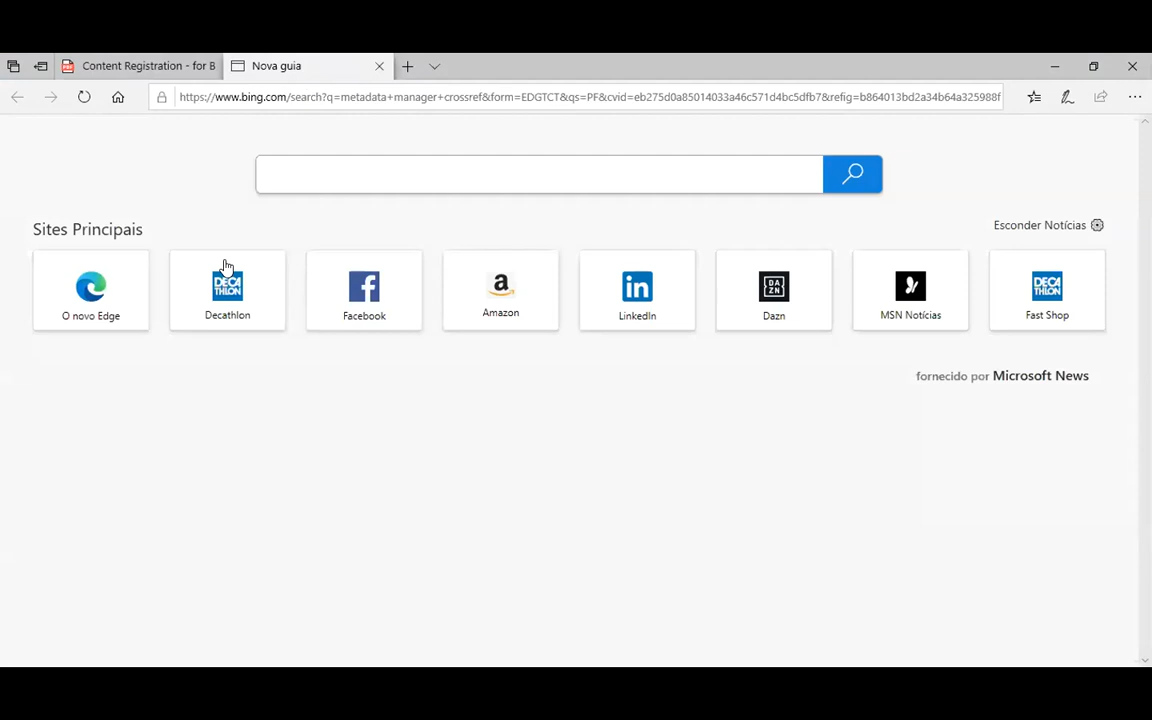 Content Registration - for B
Nova guia
https://www.bing.com/search?q=metadata+manager+crossref&form=EDGTCT&qs=PF&cvid=eb275d0a85014033a46c571d4bc5dfb7&refig=b864013bd2a34b64a325988f
Sites Principais
Esconder Notícias
DECATHLON
a
in
DAZN
DECATHLON
O novo Edge
Decathlon
Facebook
Amazon
LinkedIn
Dazn
MSN Notícias
Fast Shop
fornecido por Microsoft News